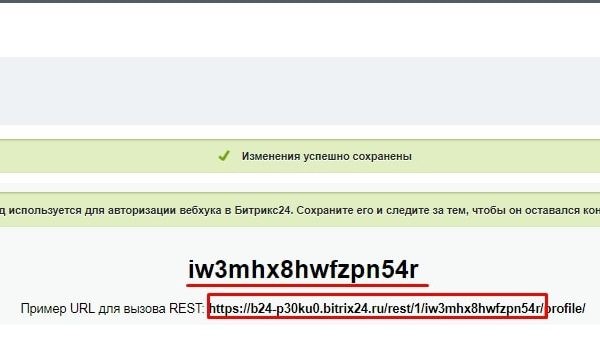 Изменения успешно сохранены
д используется для авторизации вебхука в Битрикс24. Сохраните его и следите за тем, чтобы он оставался кон
iw3mhx8hwfzpn54r
Пример URL для вызова REST: https://b24-p30ku0.bitrix24.ru/rest/1/iw3mhx8hwfzpn54r/profile/